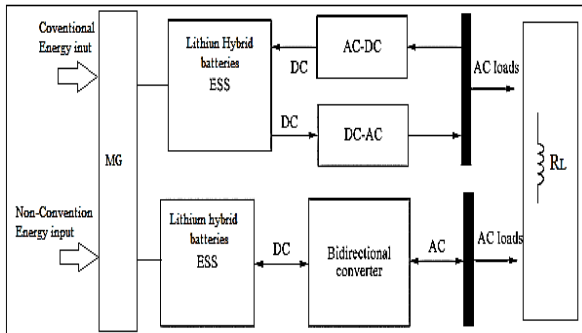 Coventional
Energy inut
Lithiun Hybrid
batteries
ESS
DC
AC-DC
AC loads
DC
DC-AC
MG
RL
Non-Convention
Energy input
Lithium hybrid
batteries
ESS
DC
Bidirectional
converter
AC
AC loads